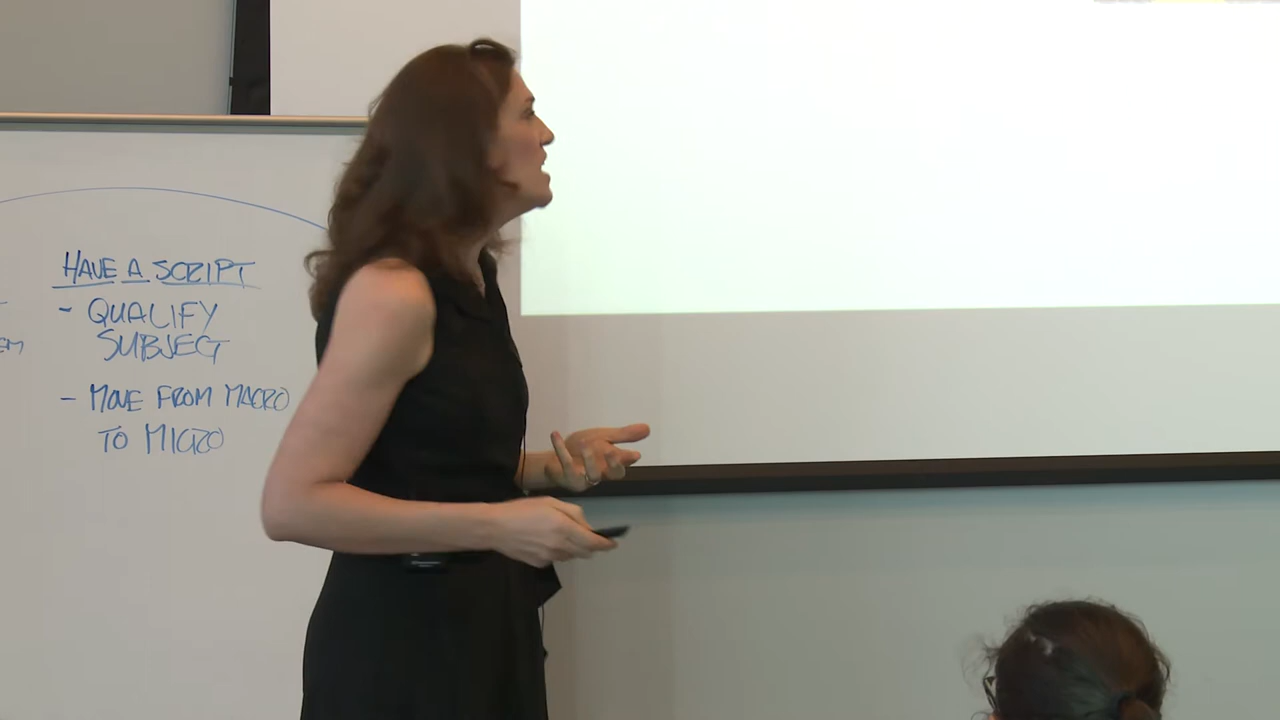 HAVE A SCRIPT
- QUALIFY
SUBJECT
- MOVE FROM MACRO
TO MICRO